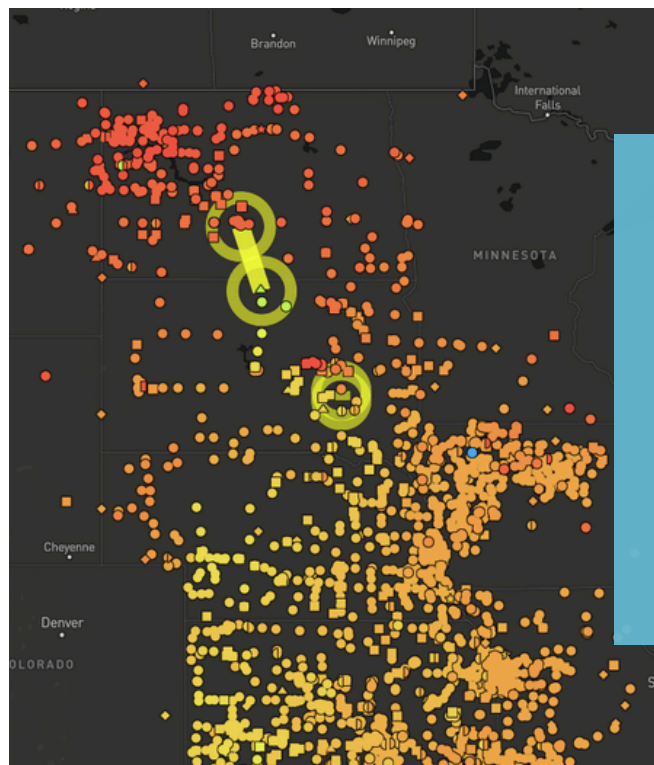 Brandon
Winnipeg
International
Falls
MINNESOTA
Cheyenne
Denver
OLORADO
S